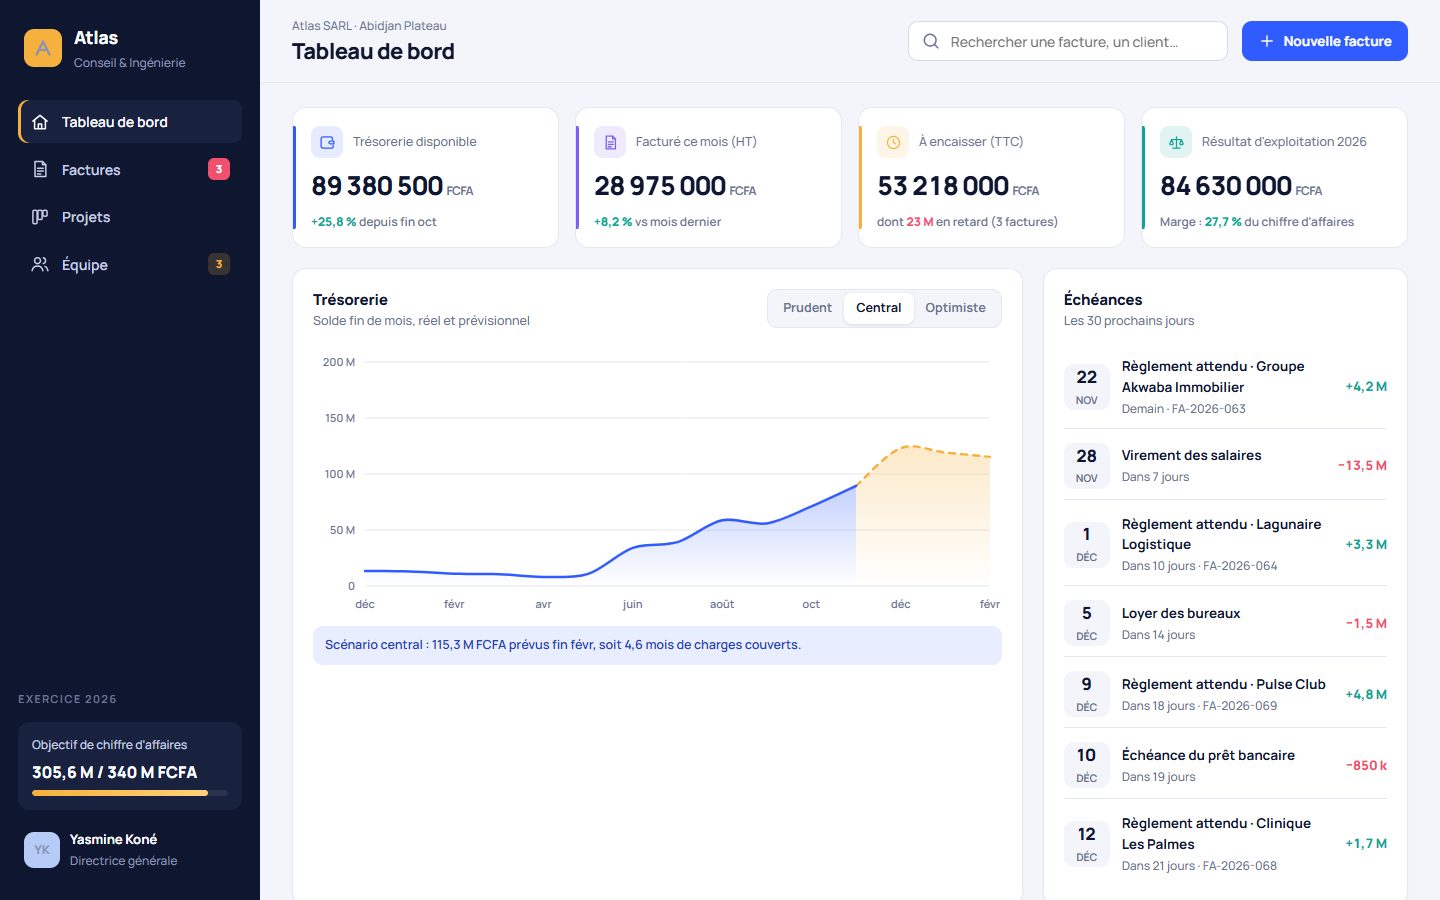 A
Atlas
Conseil & Ingénierie
Tableau de bord
Factures
3
Projets
Équipe
3
EXERCICE 2026
Objectif de chiffre d'affaires
305,6 M / 340 M FCFA
YK
Yasmine Koné
Directrice générale
Atlas SARL · Abidjan Plateau
Tableau de bord
Rechercher une facture, un client…
Nouvelle facture
Trésorerie disponible
89 380 500 FCFA
+25,8 % depuis fin oct
Facturé ce mois (HT)
28 975 000 FCFA
+8,2 % vs mois dernier
À encaisser (TTC)
53 218 000 FCFA
dont 23 M en retard (3 factures)
Résultat d'exploitation 2026
84 630 000 FCFA
Marge : 27,7 % du chiffre d'affaires
Trésorerie
Solde fin de mois, réel et prévisionnel
Prudent Central Optimiste
200 M
150 M
100 M
50 M
0
déc févr avr juin août oct déc févr
Scénario central : 115,3 M FCFA prévus fin févr, soit 4,6 mois de charges couverts.
Échéances
Les 30 prochains jours
22 NOV
Règlement attendu · Groupe
Akwaba Immobilier
Demain · FA-2026-063
+4,2 M
28 NOV
Virement des salaires
Dans 7 jours
−13,5 M
1 DÉC
Règlement attendu · Lagunaire
Logistique
Dans 10 jours · FA-2026-064
+3,3 M
5 DÉC
Loyer des bureaux
Dans 14 jours
−1,5 M
9 DÉC
Règlement attendu · Pulse Club
Dans 18 jours · FA-2026-069
+4,8 M
10 DÉC
Échéance du prêt bancaire
Dans 19 jours
−850 k
12 DÉC
Règlement attendu · Clinique
Les Palmes
Dans 21 jours · FA-2026-068
+1,7 M